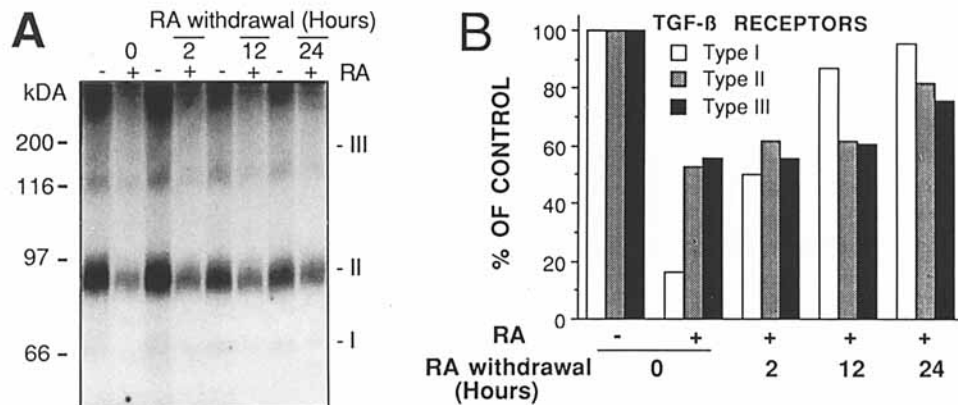 A
RA withdrawal (Hours)
0 2 12 24
- + - + - + - + RA
kDA
200 -
116 -
97 -
66 -
- III
- II
- I
B
TGF-ß RECEPTORS
Type I
Type II
Type III
% OF CONTROL
100
80
60
40
20
0
RA - + + + +
RA withdrawal 0 2 12 24
(Hours)